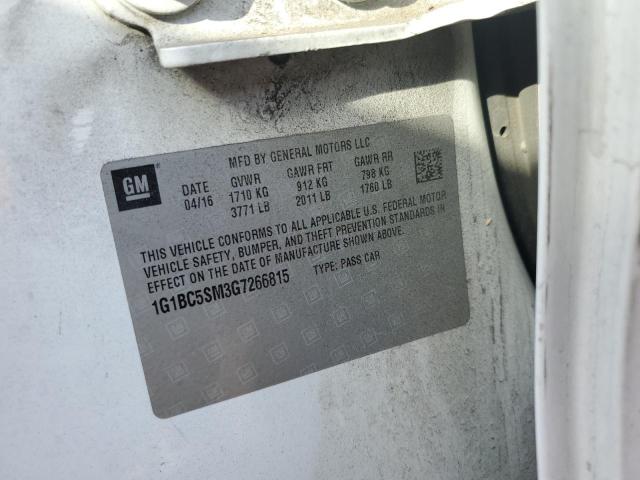 GM
MFD BY GENERAL MOTORS LLC
DATE GVWR GAWR FRT GAWR RR
04/16 1710 KG 912 KG 798 KG
3771 LB 2011 LB 1760 LB
THIS VEHICLE CONFORMS TO ALL APPLICABLE U.S. FEDERAL MOTOR
VEHICLE SAFETY, BUMPER, AND THEFT PREVENTION STANDARDS IN
EFFECT ON THE DATE OF MANUFACTURE SHOWN ABOVE.
1G1BC5SM3G7266815 TYPE: PASS CAR